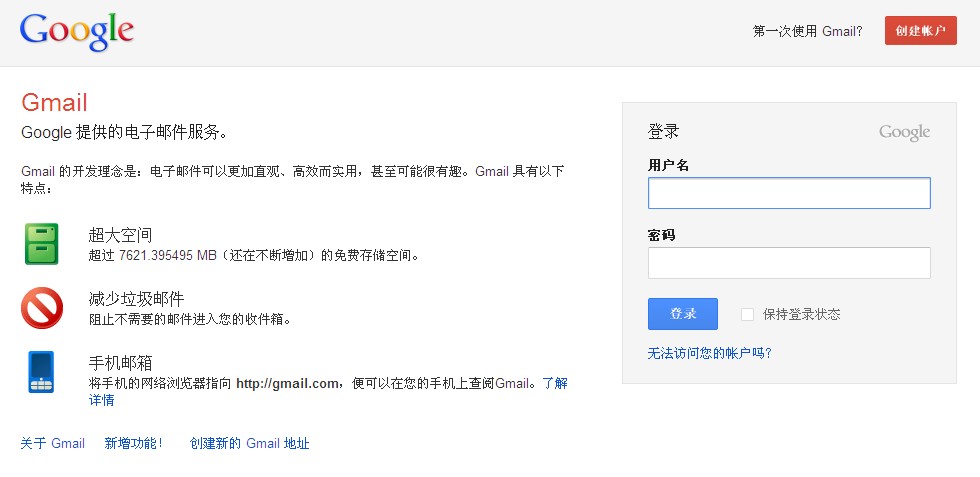 Google
第一次使用 Gmail?
创建帐户
Gmail
Google 提供的电子邮件服务。
Gmail 的开发理念是：电子邮件可以更加直观、高效而实用，甚至可能很有趣。Gmail 具有以下
特点：
超大空间
超过 7621.395495 MB（还在不断增加）的免费存储空间。
减少垃圾邮件
阻止不需要的邮件进入您的收件箱。
手机邮箱
将手机的网络浏览器指向 http://gmail.com，便可以在您的手机上查阅Gmail。了解
详情
关于 Gmail 新增功能！ 创建新的 Gmail 地址
登录 Google
用户名
密码
登录 保持登录状态
无法访问您的帐户吗？